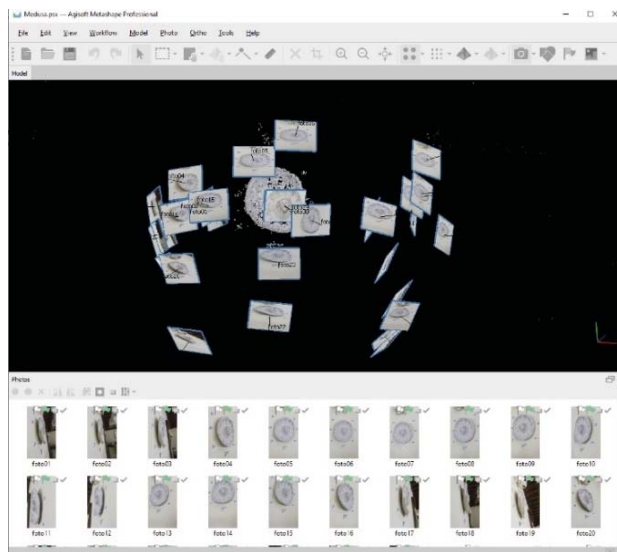 Medusa.psx — Agisoft Metashape Professional
File Edit View Workflow Model Photo Ortho Tools Help
Model
Photos
foto01 foto02 foto03 foto04 foto05 foto06 foto07 foto08 foto09 foto10
foto11 foto12 foto13 foto14 foto15 foto16 foto17 foto18 foto19 foto20